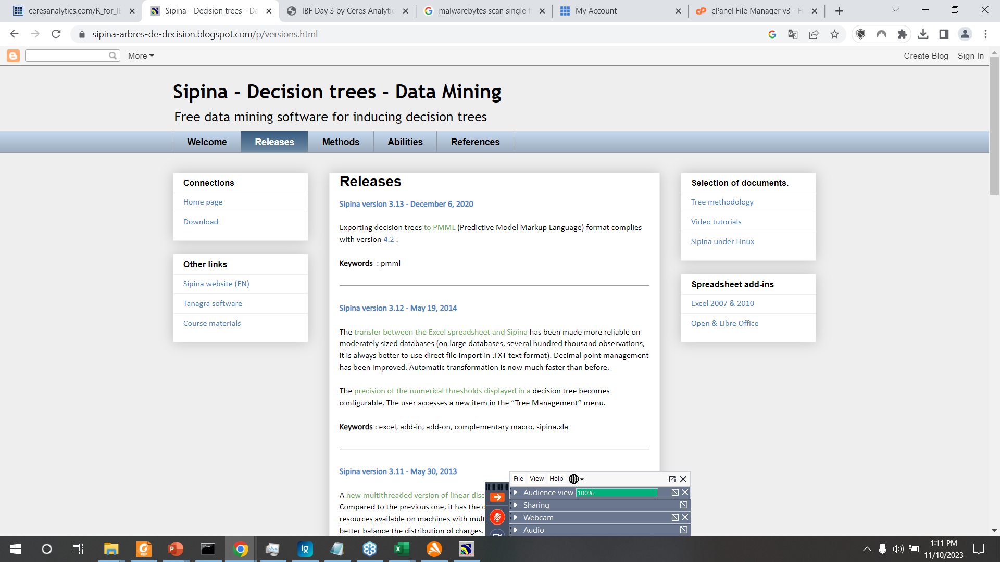 ceresanalytics.com/R_for_IB
Sipina - Decision trees - Da
IBF Day 3 by Ceres Analytic
malwarebytes scan single f
My Account
cPanel File Manager v3 - Fi
sipina-arbres-de-decision.blogspot.com/p/versions.html
More
Create Blog
Sign In
Sipina - Decision trees - Data Mining
Free data mining software for inducing decision trees
Welcome
Releases
Methods
Abilities
References
Connections
Home page
Download
Other links
Sipina website (EN)
Tanagra software
Course materials
Releases
Sipina version 3.13 - December 6, 2020
Exporting decision trees to PMML (Predictive Model Markup Language) format complies
with version 4.2 .
Keywords : pmml
Sipina version 3.12 - May 19, 2014
The transfer between the Excel spreadsheet and Sipina has been made more reliable on
moderately sized databases (on large databases, several hundred thousand observations,
it is always better to use direct file import in .TXT text format). Decimal point management
has been improved. Automatic transformation is now much faster than before.
The precision of the numerical thresholds displayed in a decision tree becomes
configurable. The user accesses a new item in the “Tree Management” menu.
Keywords : excel, add-in, add-on, complementary macro, sipina.xla
Sipina version 3.11 - May 30, 2013
A new multithreaded version of linear disc
Compared to the previous one, it has the d
resources available on machines with mult
better balance the distribution of charges.
Selection of documents.
Tree methodology
Video tutorials
Sipina under Linux
Spreadsheet add-ins
Excel 2007 & 2010
Open & Libre Office
File View Help
Audience view 100%
Sharing
Webcam
Audio
PDF
ig
1:11 PM
11/10/2023